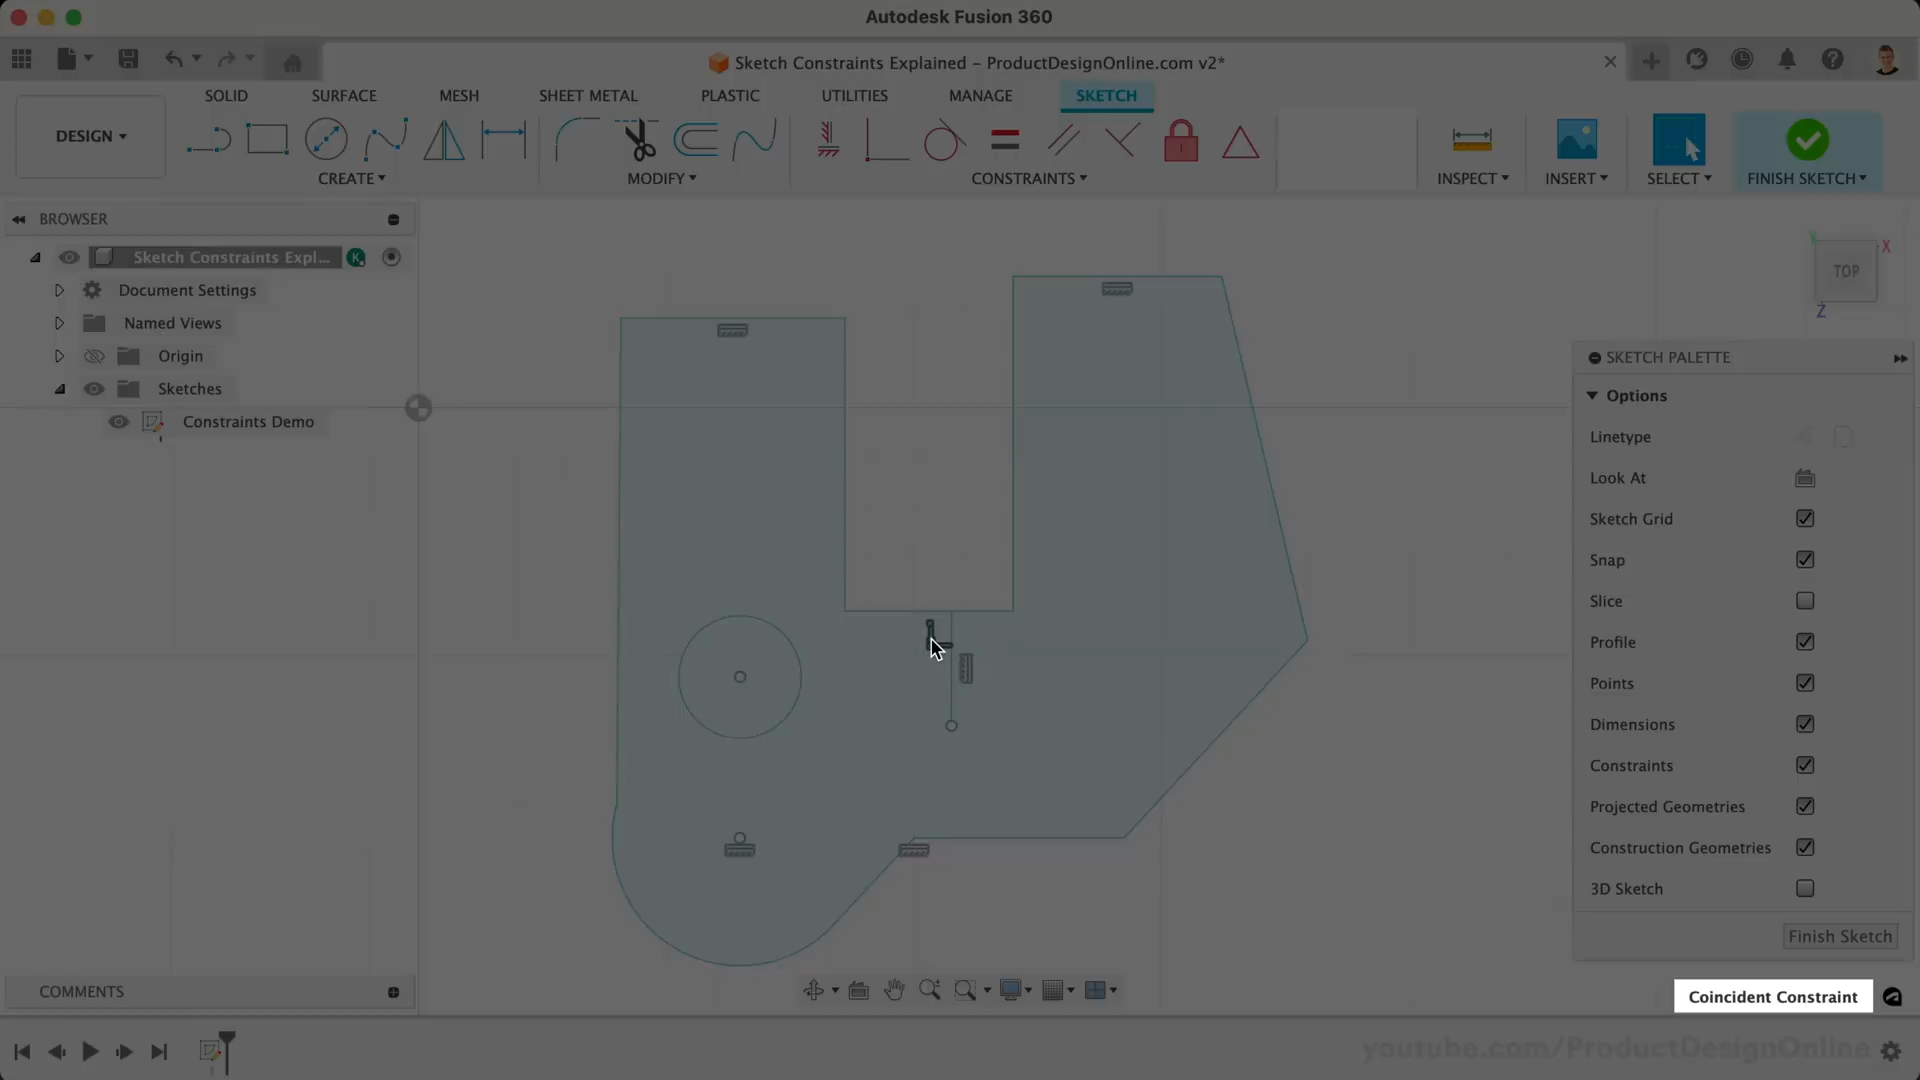 Autodesk Fusion 360
Sketch Constraints Explained – ProductDesignOnline.com v2*
SOLID SURFACE MESH SHEET METAL PLASTIC UTILITIES MANAGE SKETCH
DESIGN
CREATE MODIFY CONSTRAINTS INSPECT INSERT SELECT FINISH SKETCH
BROWSER
Sketch Constraints Expl...
K
Document Settings
Named Views
Origin
Sketches
Constraints Demo
X
TOP
Z
SKETCH PALETTE
Options
Linetype
Look At
Sketch Grid
Snap
Slice
Profile
Points
Dimensions
Constraints
Projected Geometries
Construction Geometries
3D Sketch
Finish Sketch
COMMENTS
Coincident Constraint
youtube.com/ProductDesignOnline